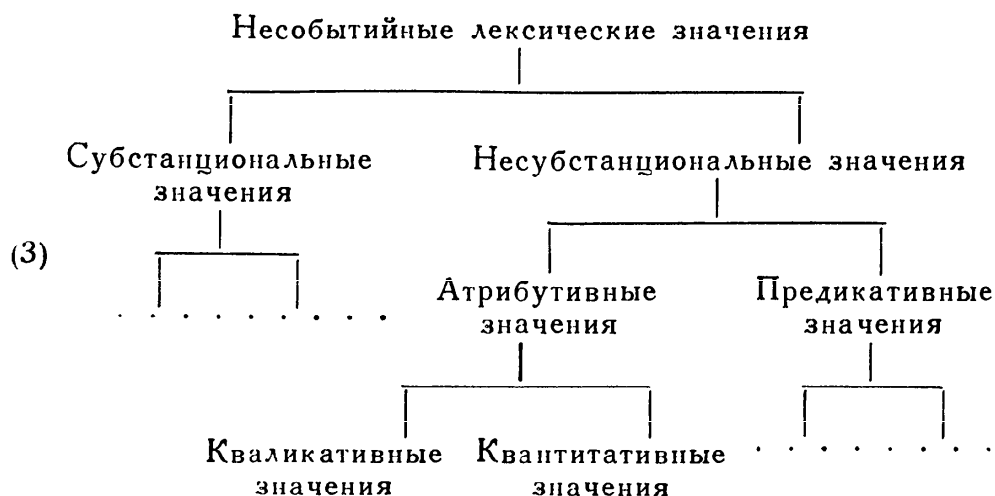 Несобытийные лексические значения
Субстанциональные
значения
Несубстанциональные значения
(3)
Атрибутивные
значения
Предикативные
значения
. . . . . . . . . .
Кваликативные
значения
Квантитативные
значения
. . . . . . . .